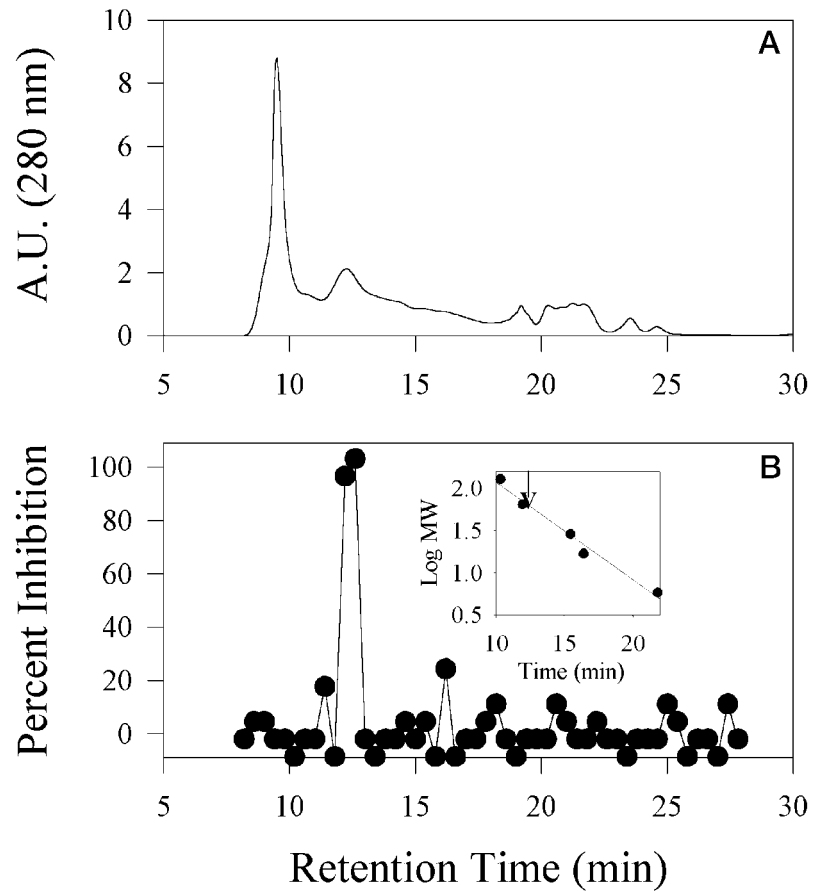 A
A.U. (280 nm)
10
8
6
4
2
0
5 10 15 20 25 30
B
Percent Inhibition
100
80
60
40
20
0
Log MW
2.0
1.5
1.0
0.5
10 15 20
Time (min)
5 10 15 20 25 30
Retention Time (min)